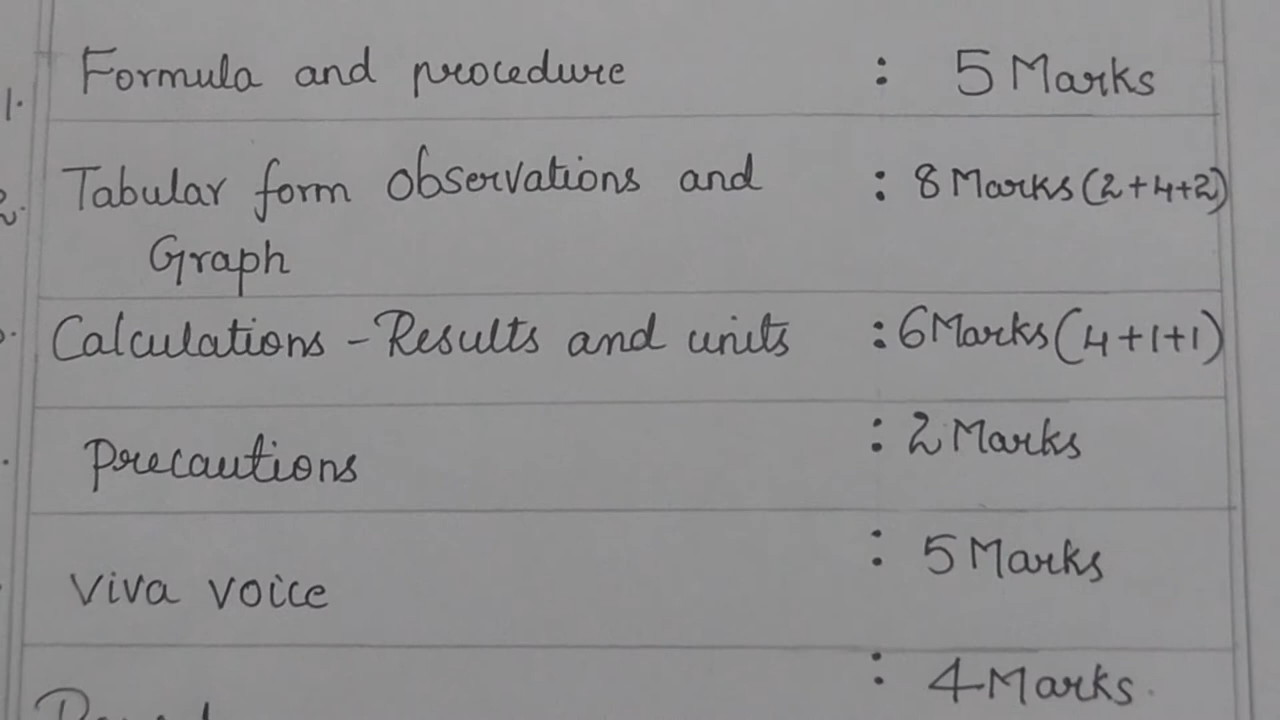 1. Formula and procedure : 5 Marks
2. Tabular form observations and : 8 Marks (2+4+2)
Graph
Calculations - Results and units : 6 Marks (4+1+1)
Precautions : 2 Marks
Viva voice : 5 Marks
: 4 Marks.